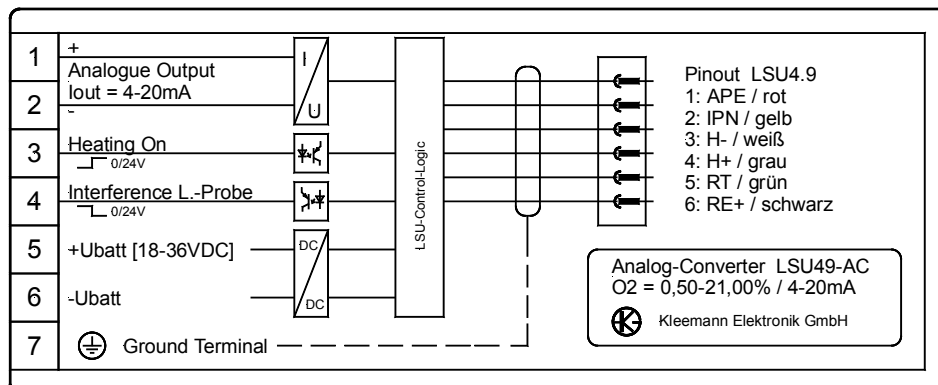 1
+
Analogue Output
2
Iout = 4-20mA
-
3
Heating On
0/24V
4
Interference L.-Probe
0/24V
5
+Ubatt [18-36VDC]
6
-Ubatt
7
Ground Terminal
I
U
DC
DC
LSU-Control-Logic
Pinout LSU4.9
1: APE / rot
2: IPN / gelb
3: H- / weiß
4: H+ / grau
5: RT / grün
6: RE+ / schwarz
Analog-Converter LSU49-AC
O2 = 0,50-21,00% / 4-20mA
K
Kleemann Elektronik GmbH